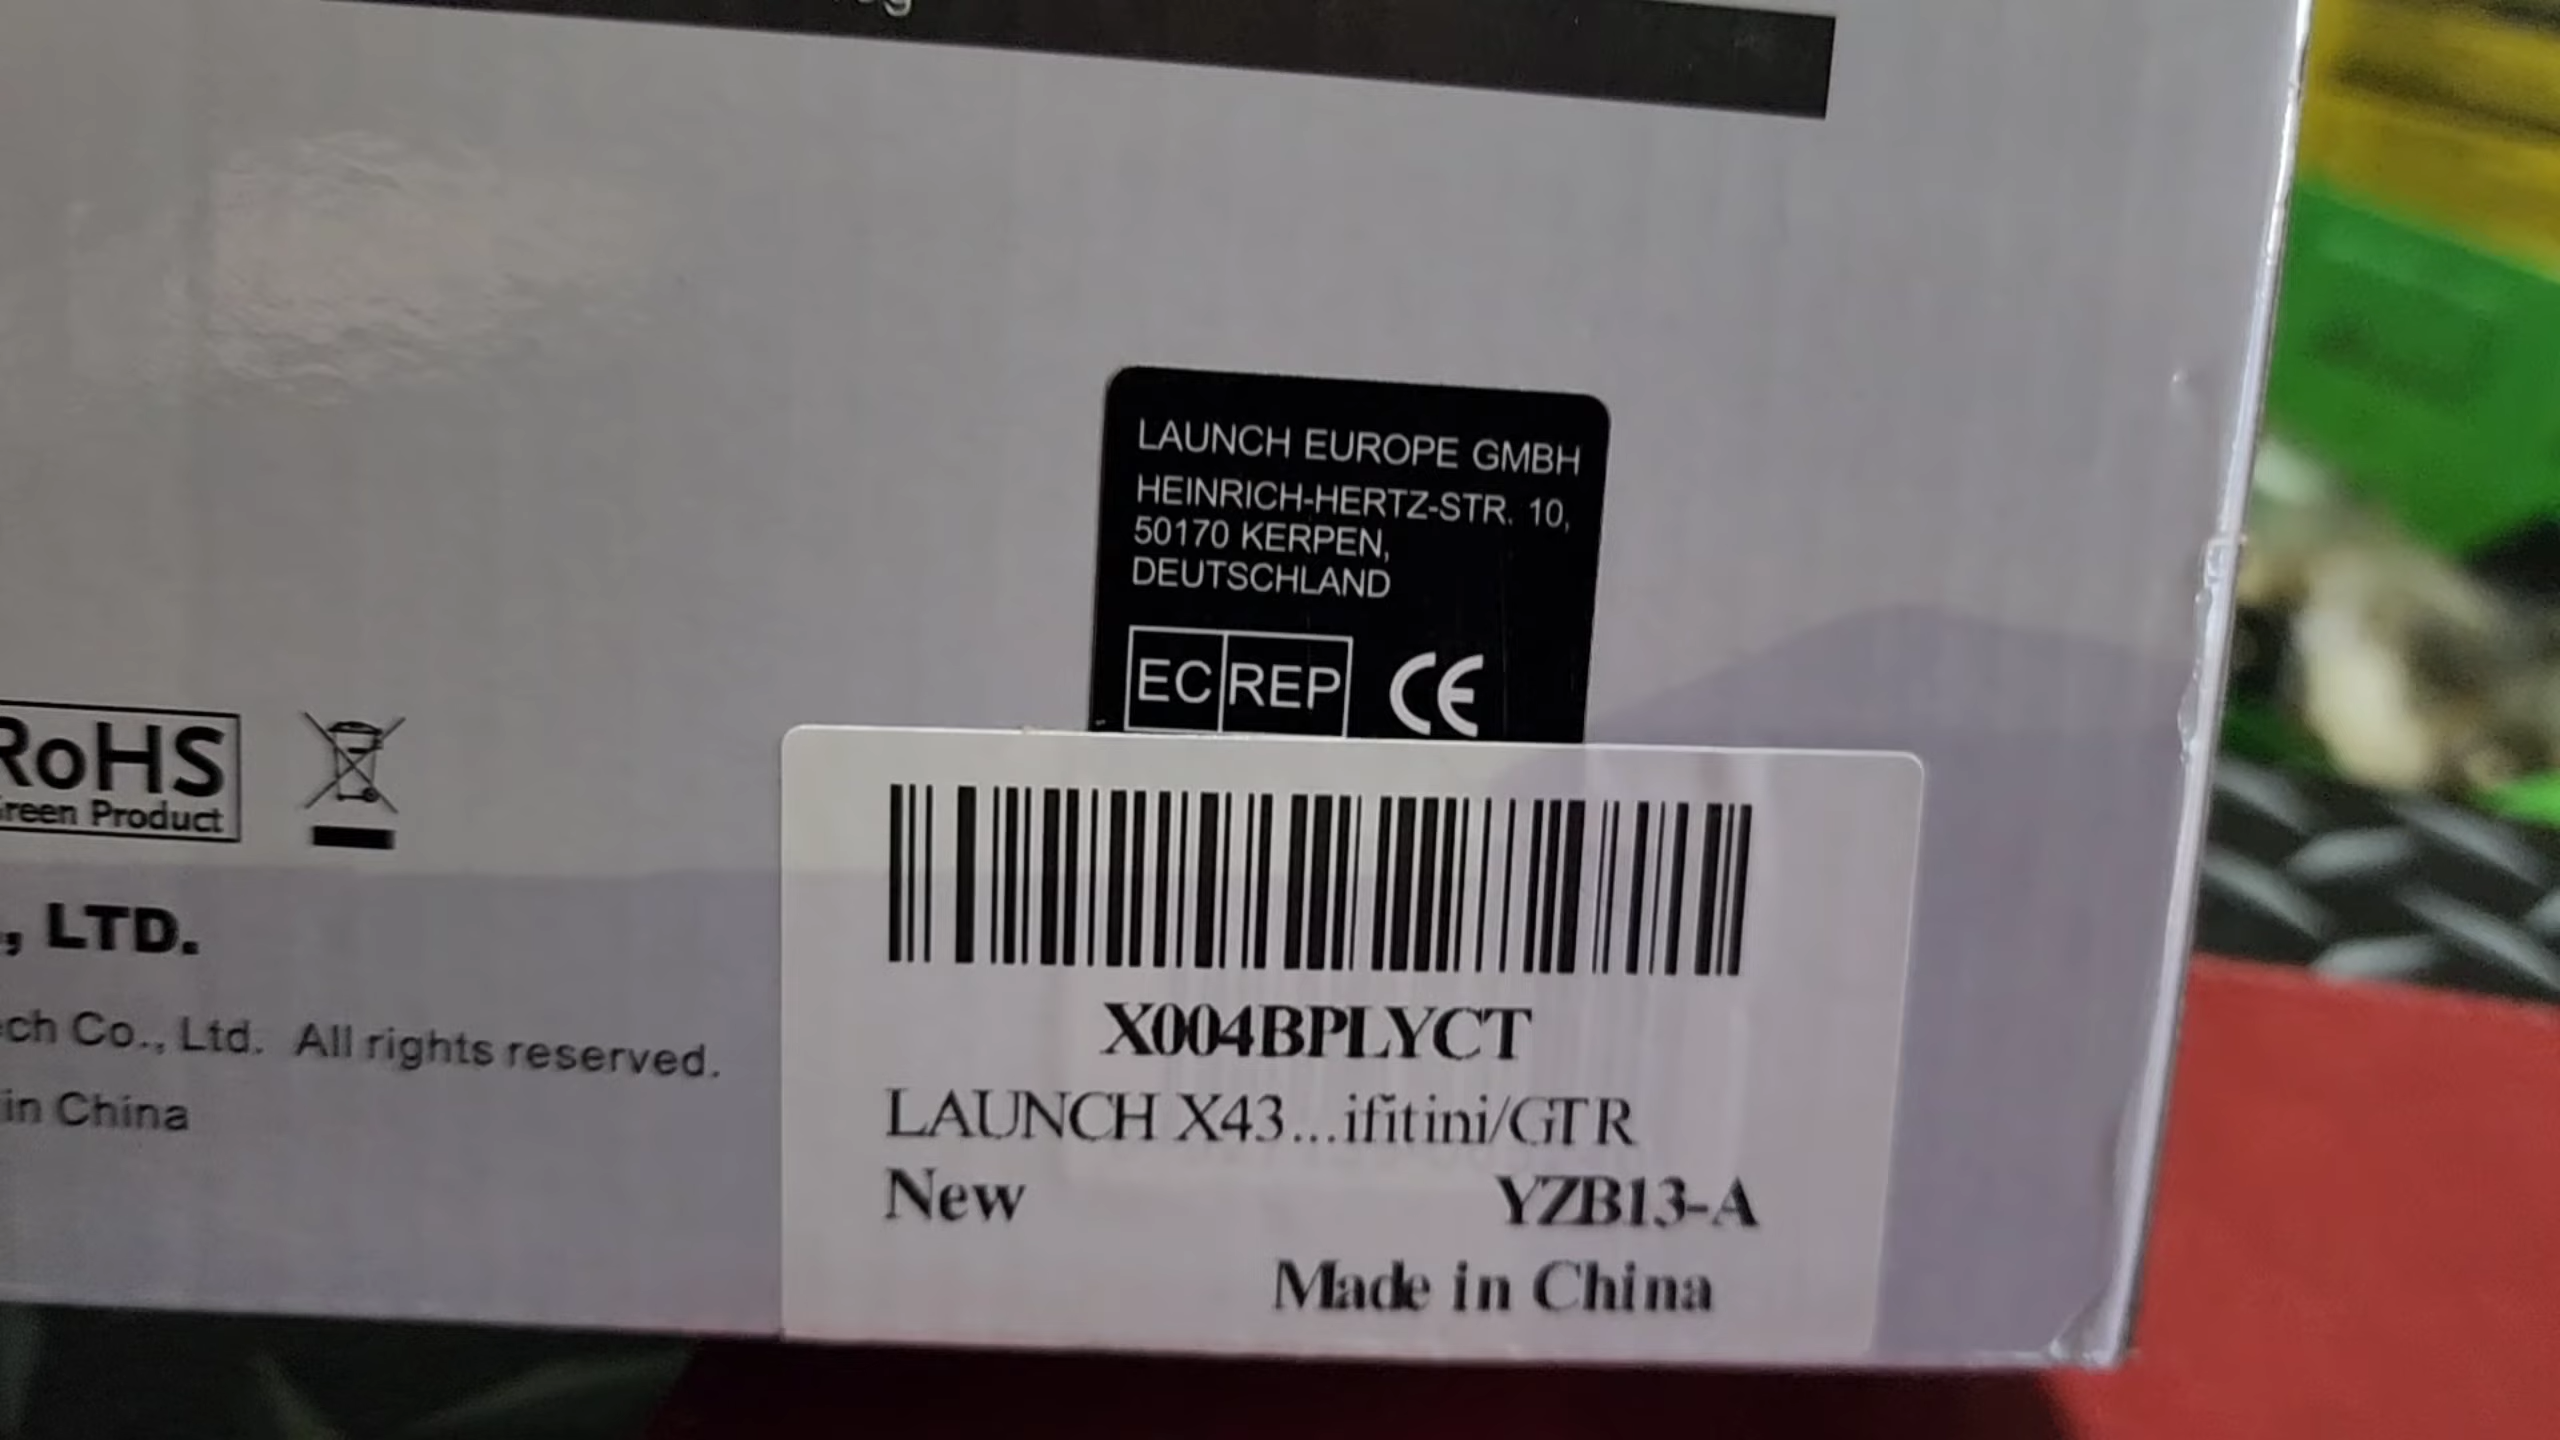 LAUNCH EUROPE GMBH
HEINRICH-HERTZ-STR. 10,
50170 KERPEN,
DEUTSCHLAND
EC REP CE
RoHS
Green Product
, LTD.
ch Co., Ltd. All rights reserved.
in China
X004BPLYCT
LAUNCH X43...ifitini/GTR
New YZB13-A
Made in China